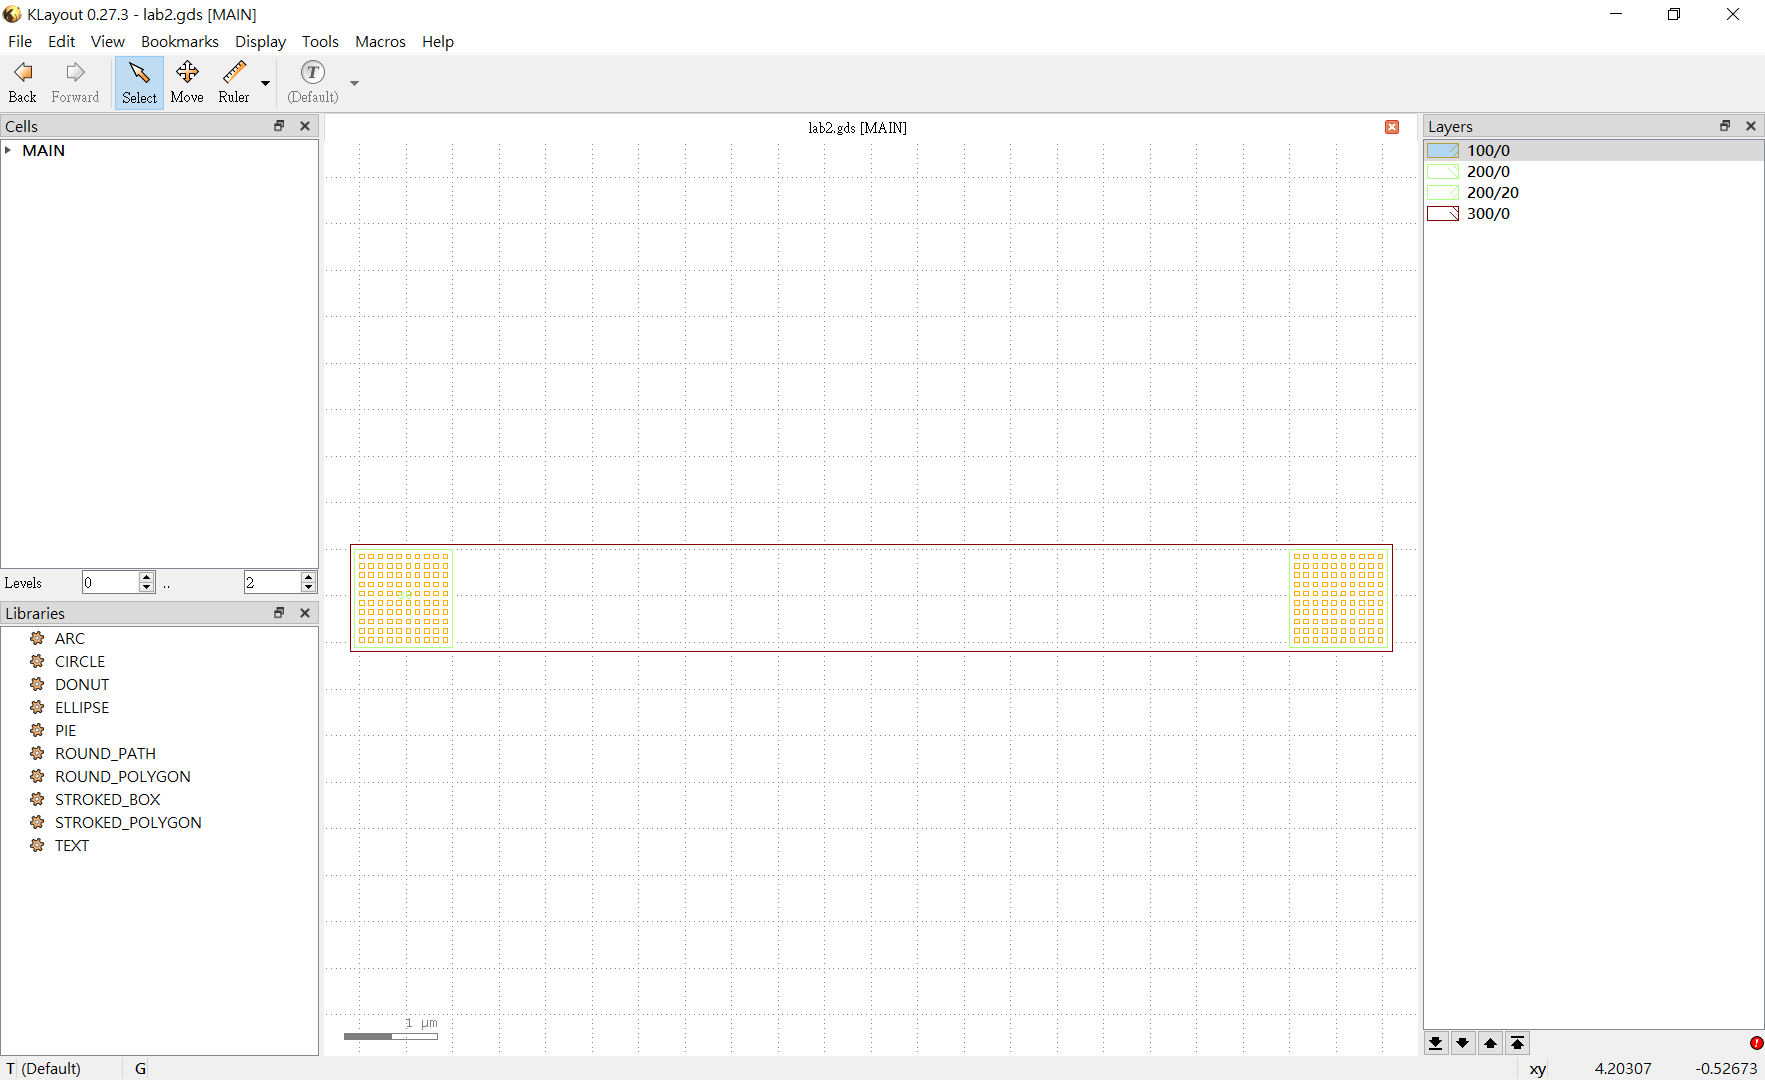 KLayout 0.27.3 - lab2.gds [MAIN]
File Edit View Bookmarks Display Tools Macros Help
Back Forward Select Move Ruler T (Default)
Cells
MAIN
Levels 0 .. 2
Libraries
ARC
CIRCLE
DONUT
ELLIPSE
PIE
ROUND_PATH
ROUND_POLYGON
STROKED_BOX
STROKED_POLYGON
TEXT
lab2.gds [MAIN]
1 µm
Layers
100/0
200/0
200/20
300/0
T (Default) G xy 4.20307 -0.52673